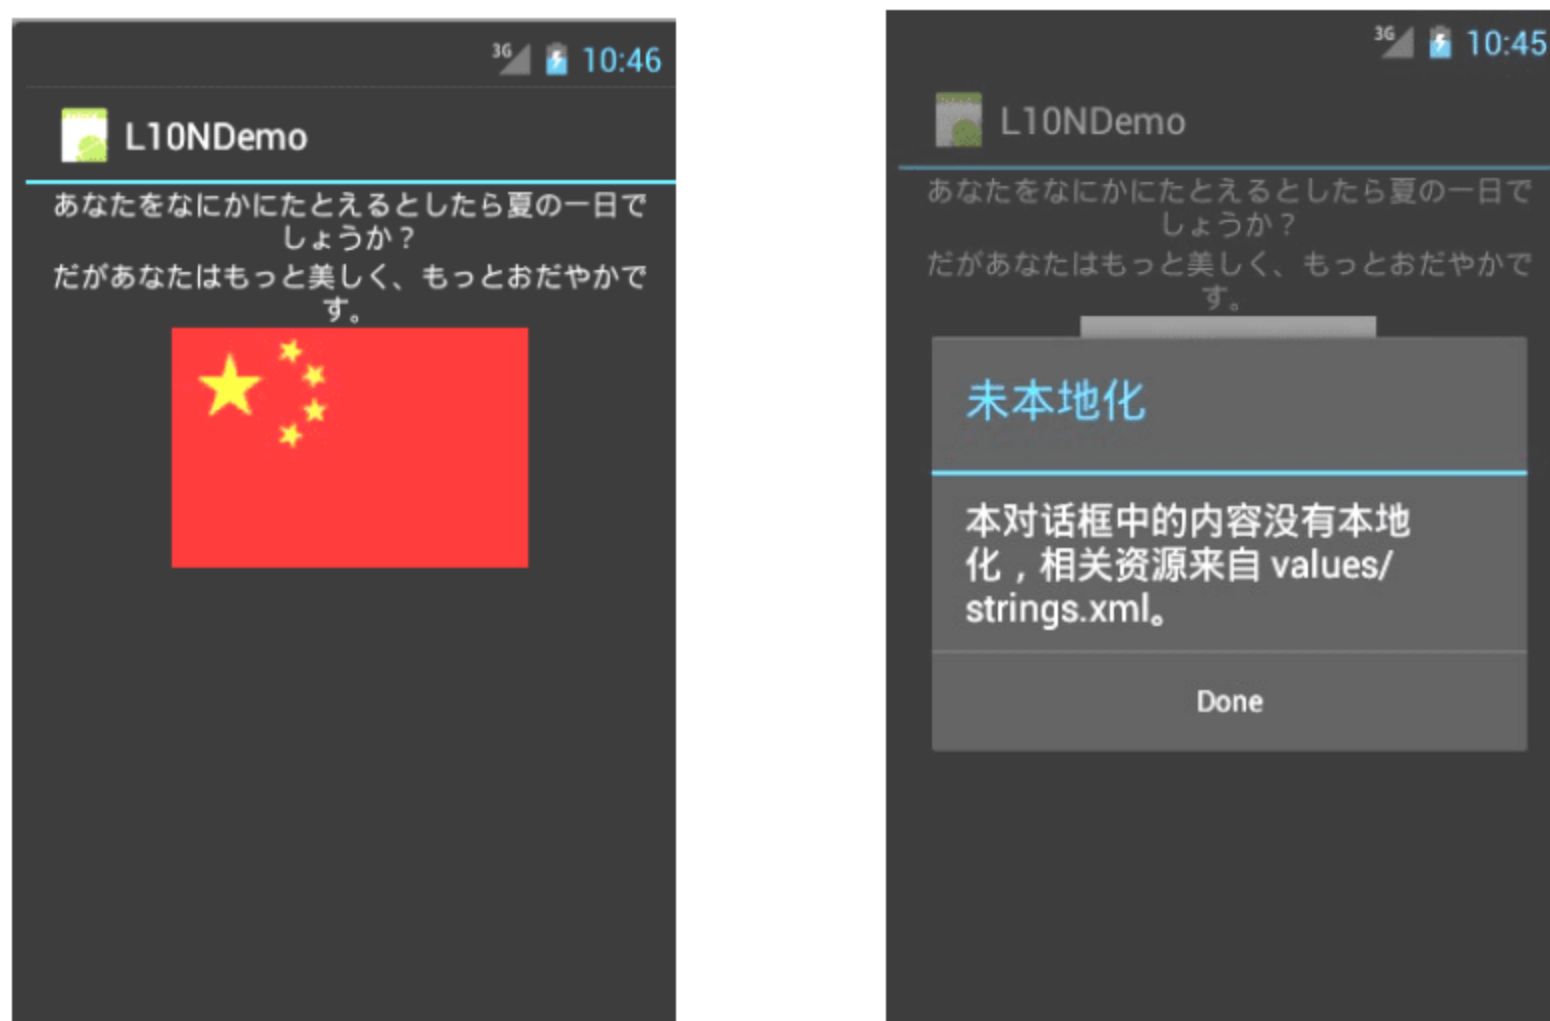 3G 10:46
L10NDemo
あなたをなにかにたとえるとしたら夏の一日で
しょうか？
だがあなたはもっと美しく、もっとおだやかで
す。
3G 10:45
L10NDemo
あなたをなにかにたとえるとしたら夏の一日で
しょうか？
だがあなたはもっと美しく、もっとおだやかで
す。
未本地化
本对话框中的内容没有本地
化，相关资源来自 values/
strings.xml。
Done